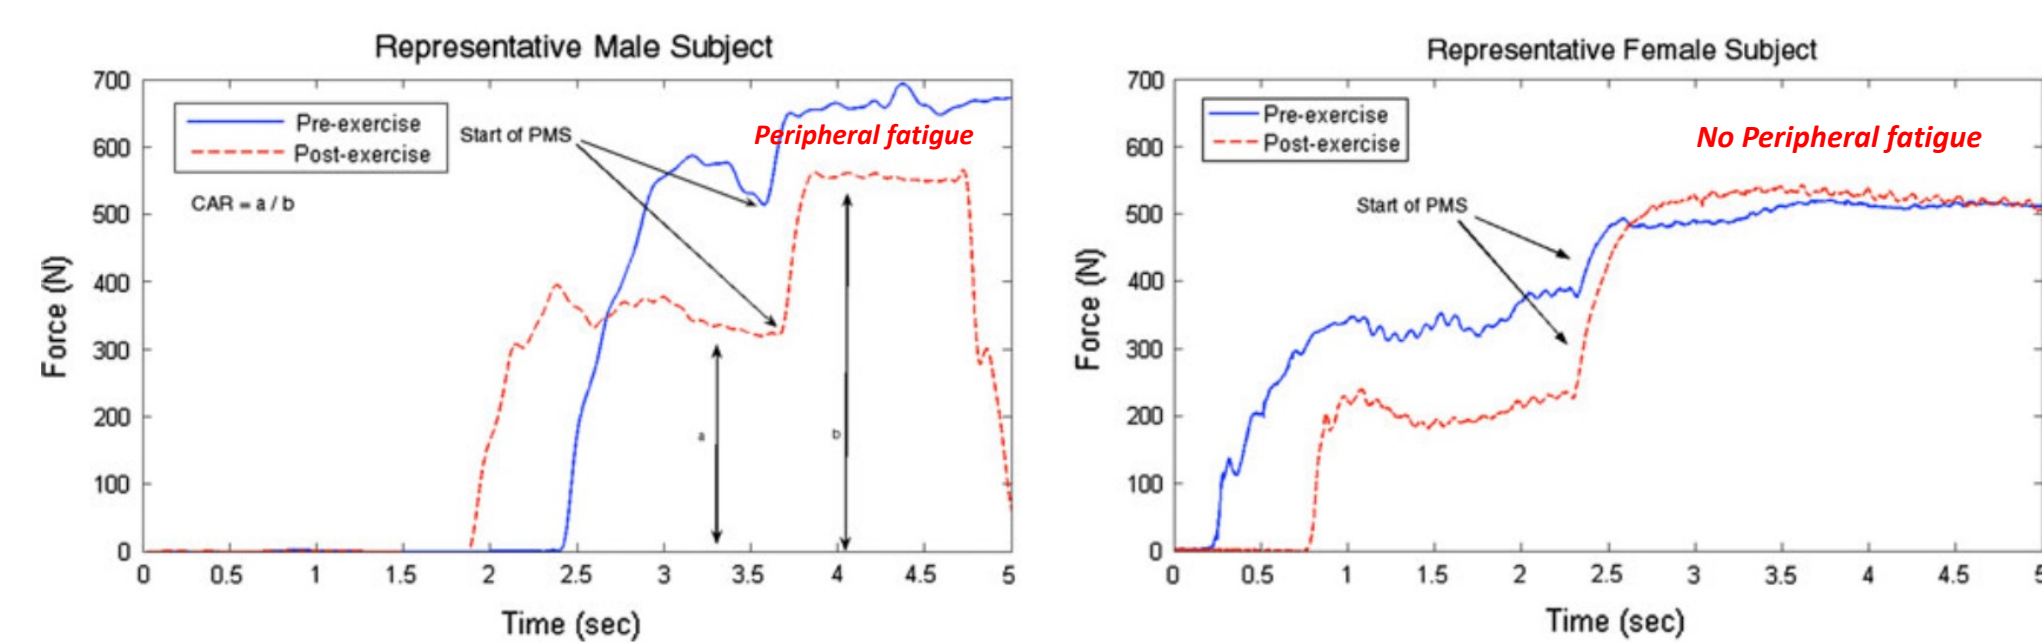 Representative Male Subject
700
600
500
400
300
200
100
0
Force (N)
Pre-exercise
Post-exercise
CAR = a / b
Start of PMS
Peripheral fatigue
a
b
0 0.5 1 1.5 2 2.5 3 3.5 4 4.5 5
Time (sec)
Representative Female Subject
700
600
500
400
300
200
100
0
Force (N)
Pre-exercise
Post-exercise
Start of PMS
No Peripheral fatigue
0 0.5 1 1.5 2 2.5 3 3.5 4 4.5 5
Time (sec)